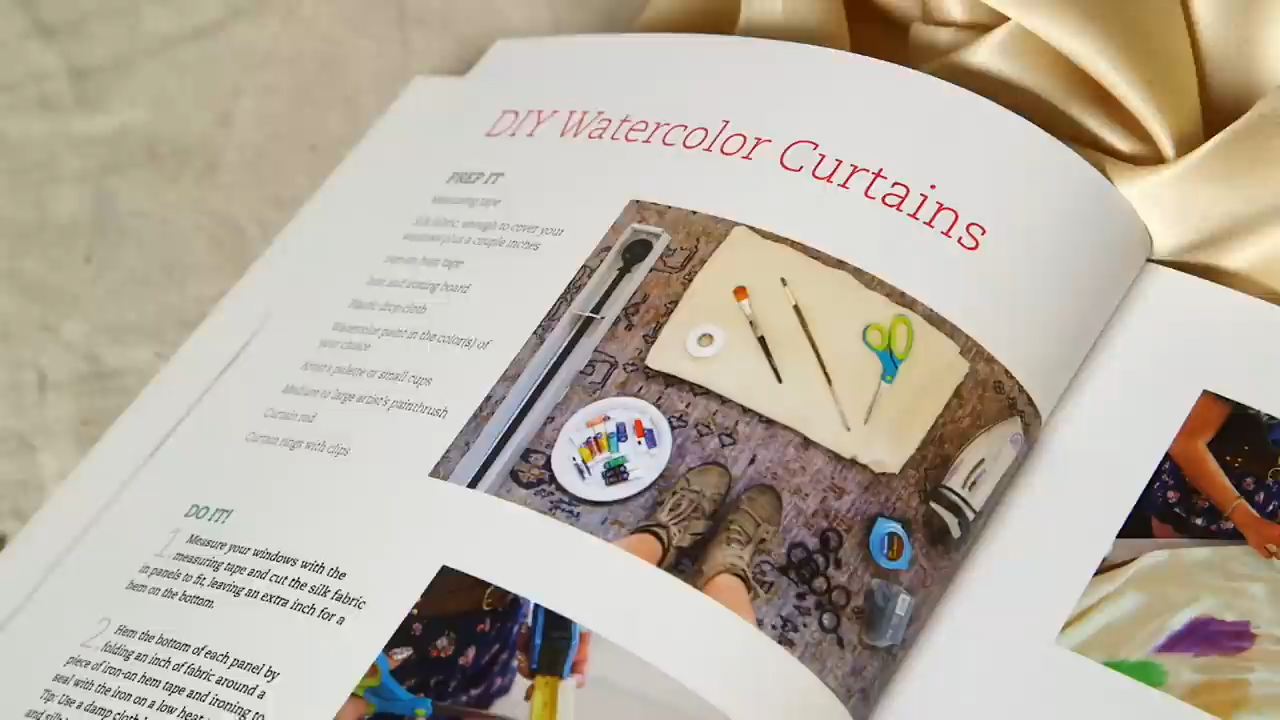 DIY Watercolor Curtains
PREP IT
Measuring tape
Silk fabric, enough to cover your
windows plus a couple inches
Iron-on hem tape
Iron and ironing board
Plastic drop cloth
Watercolor paint in the color(s) of
your choice
Artist's palette or small cups
Medium or large artist's paintbrush
Curtain rod
Curtain rings with clips
DO IT!
1 Measure your windows with the
measuring tape and cut the silk fabric
in panels to fit, leaving an extra inch for a
hem on the bottom.
2 Hem the bottom of each panel by
folding an inch of fabric around a
piece of iron-on hem tape and ironing to
seal with the iron on a low heat
Tip: Use a damp cloth
and silk